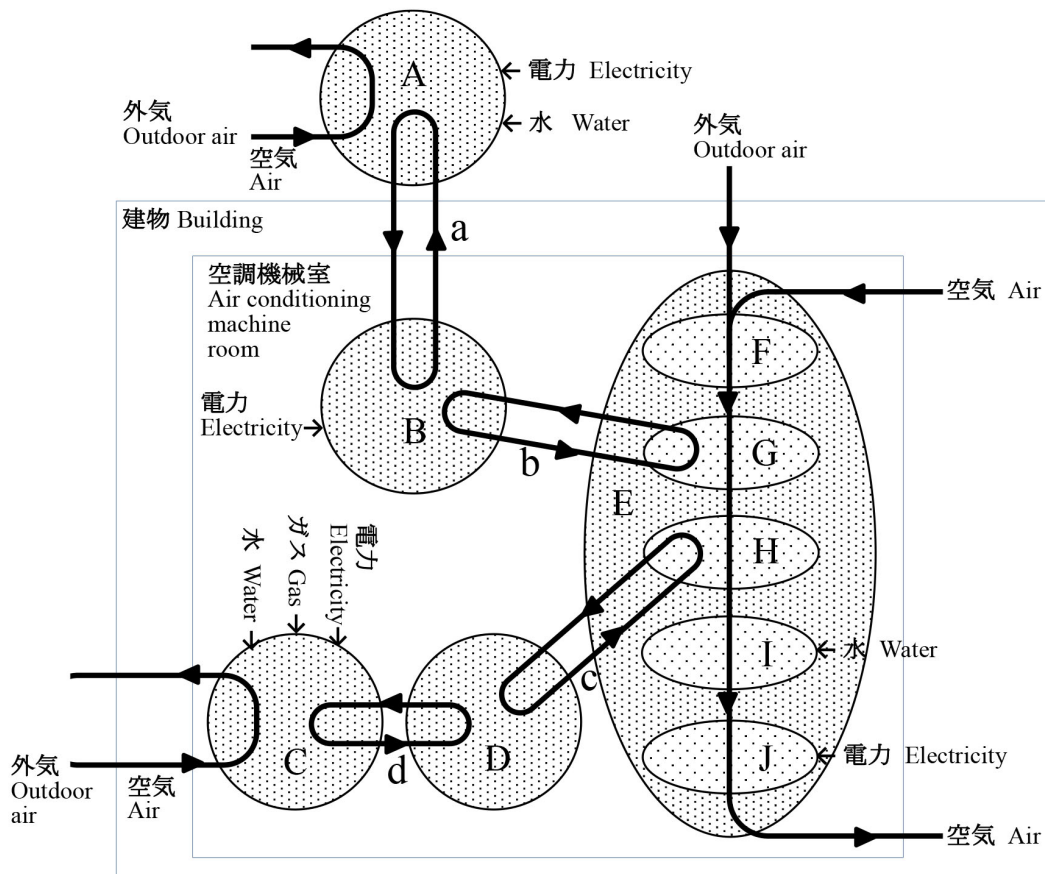 A
電力 Electricity
水 Water
外気
Outdoor air
空気
Air
外気
Outdoor air
建物 Building
a
空調機械室
Air conditioning
machine
room
空気 Air
F
電力
Electricity
B
b
G
E
H
水 Water
ガス Gas
電力
Electricity
I
水 Water
c
C
d
D
J
電力 Electricity
外気
Outdoor
air
空気
Air
空気 Air